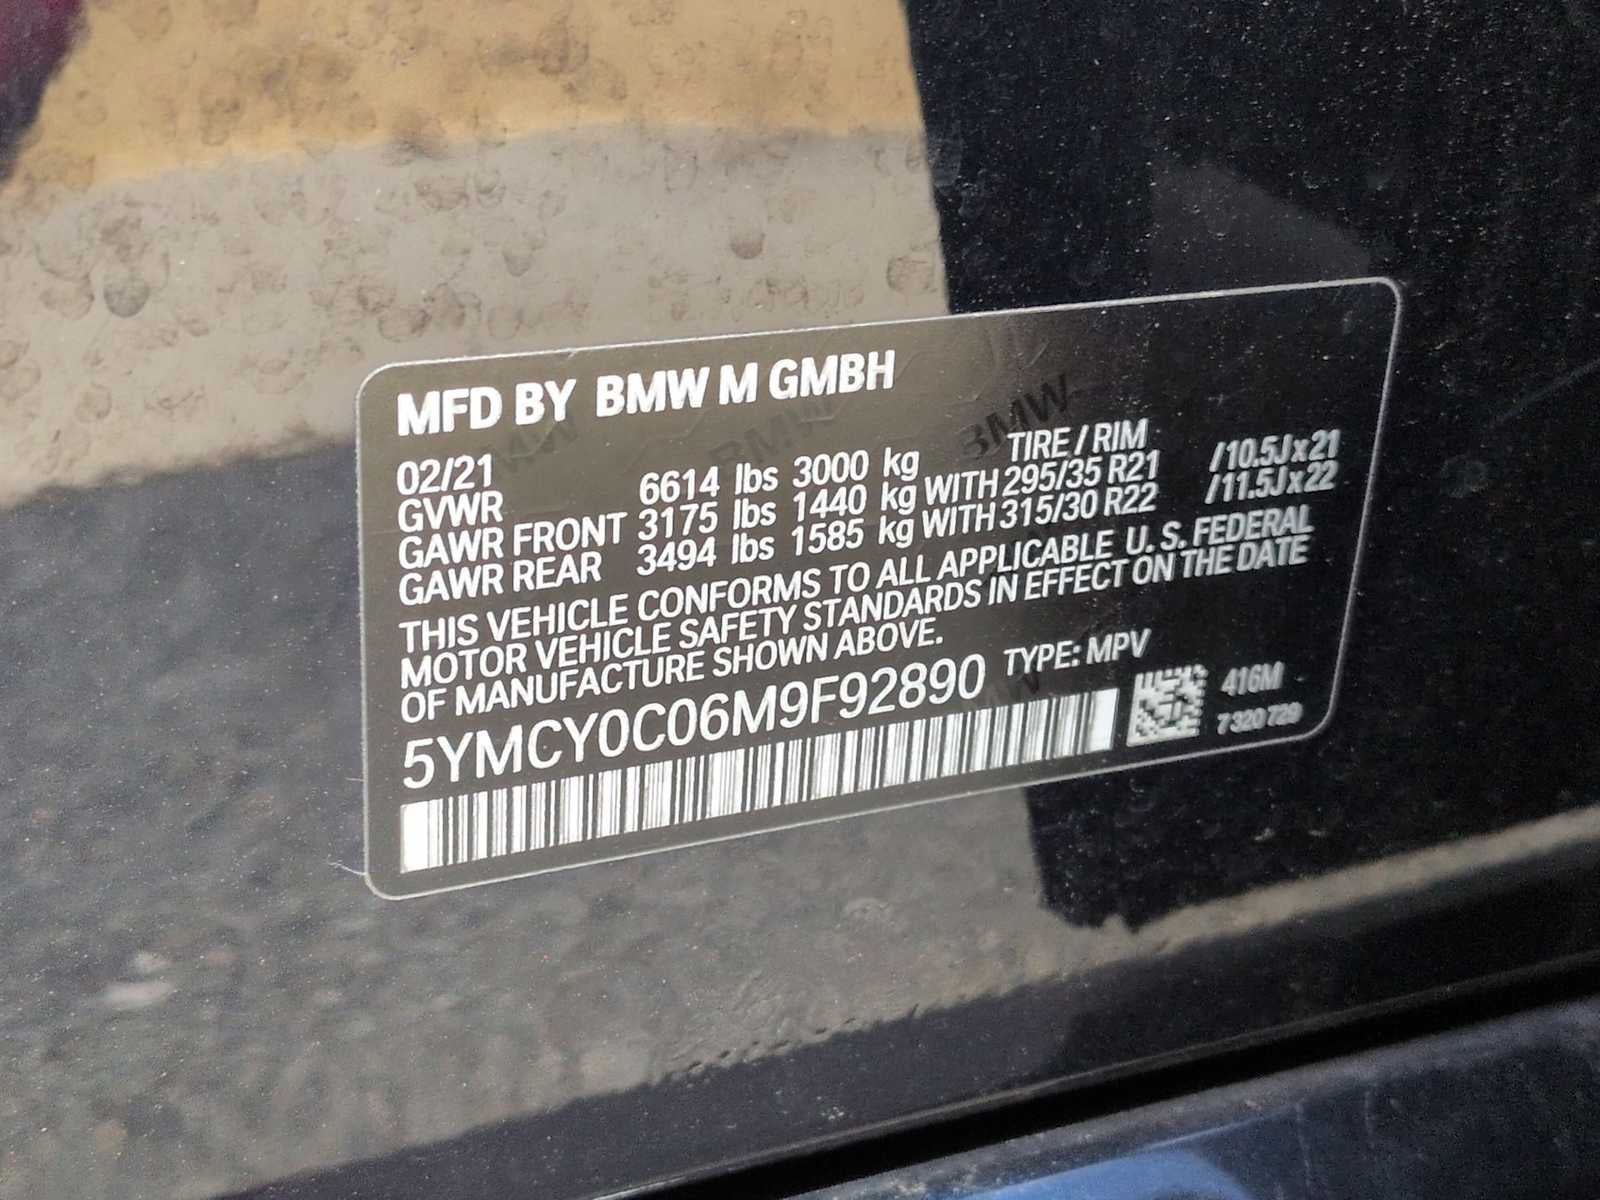 MFD BY BMW M GMBH
02/21
TIRE / RIM
GVWR 6614 lbs 3000 kg
GAWR FRONT 3175 lbs 1440 kg WITH 295/35 R21 /10.5Jx21
GAWR REAR 3494 lbs 1585 kg WITH 315/30 R22 /11.5Jx22
THIS VEHICLE CONFORMS TO ALL APPLICABLE U. S. FEDERAL
MOTOR VEHICLE SAFETY STANDARDS IN EFFECT ON THE DATE
OF MANUFACTURE SHOWN ABOVE.
5YMCY0C06M9F92890 TYPE: MPV
416M
7 320 729
BMW
BMW